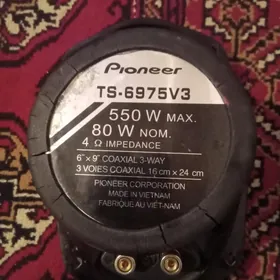 Pioneer
TS-6975V3
550 W MAX.
80 W NOM.
4 Ω IMPEDANCE
6" x 9" COAXIAL 3-WAY
3 VOIES COAXIAL 16 cm x 24 cm
PIONEER CORPORATION
MADE IN VIETNAM
FABRIQUÉ AU VIET-NAM